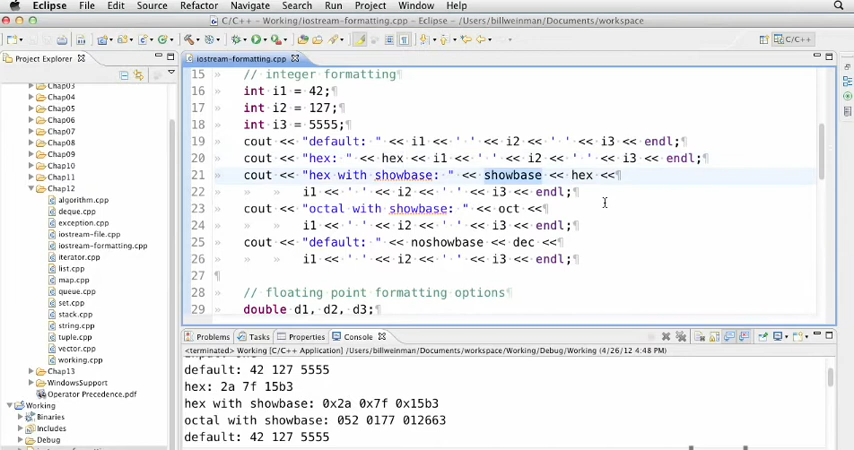 Eclipse File Edit Source Refactor Navigate Search Run Project Window Help
C/C++ - Working/iostream-formatting.cpp - Eclipse - /Users/billweinman/Documents/workspace
C/C++
Project Explorer
Chap03
Chap04
Chap05
Chap06
Chap07
Chap08
Chap09
Chap10
Chap11
Chap12
algorithm.cpp
deque.cpp
exception.cpp
iostream-file.cpp
iostream-formatting.cpp
iterator.cpp
list.cpp
map.cpp
queue.cpp
set.cpp
stack.cpp
string.cpp
tuple.cpp
vector.cpp
working.cpp
Chap13
WindowsSupport
Operator Precedence.pdf
Working
Binaries
Includes
Debug
iostream-formatting.cpp
15 » // integer formatting¶
16 » int i1 = 42;¶
17 » int i2 = 127;¶
18 » int i3 = 5555;¶
19 » cout << "default: " << i1 << ' ' << i2 << ' ' << i3 << endl;¶
20 » cout << "hex: " << hex << i1 << ' ' << i2 << ' ' << i3 << endl;¶
21 » cout << "hex with showbase: " << showbase << hex <<¶
22 » » i1 << ' ' << i2 << ' ' << i3 << endl;¶
23 » cout << "octal with showbase: " << oct <<¶
24 » » i1 << ' ' << i2 << ' ' << i3 << endl;¶
25 » cout << "default: " << noshowbase << dec <<¶
26 » » i1 << ' ' << i2 << ' ' << i3 << endl;¶
27 ¶
28 » // floating point formatting options¶
29 » double d1, d2, d3;¶
Problems Tasks Properties Console
<terminated> Working [C/C++ Application] /Users/billweinman/Documents/workspace/Working/Debug/Working (4/26/12 4:48 PM)
default: 42 127 5555
hex: 2a 7f 15b3
hex with showbase: 0x2a 0x7f 0x15b3
octal with showbase: 052 0177 012663
default: 42 127 5555